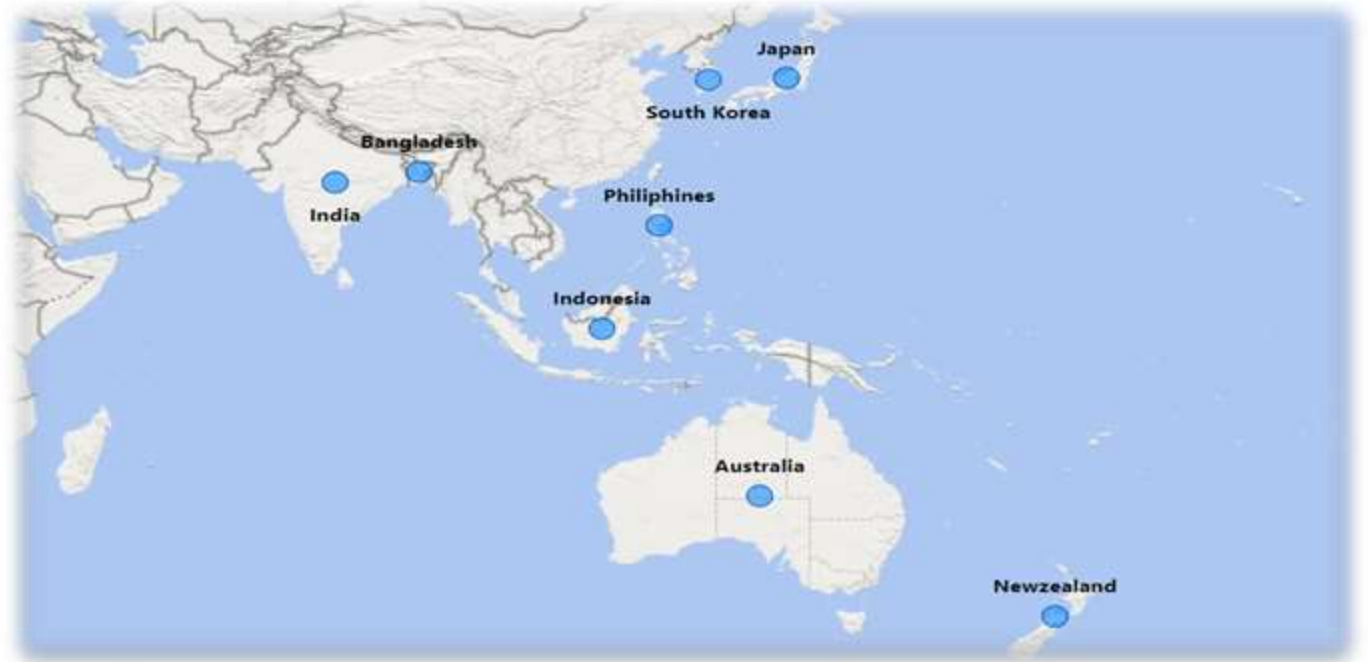 Japan
South Korea
Bangladesh
Philiphines
India
Indonesia
Australia
Newzealand